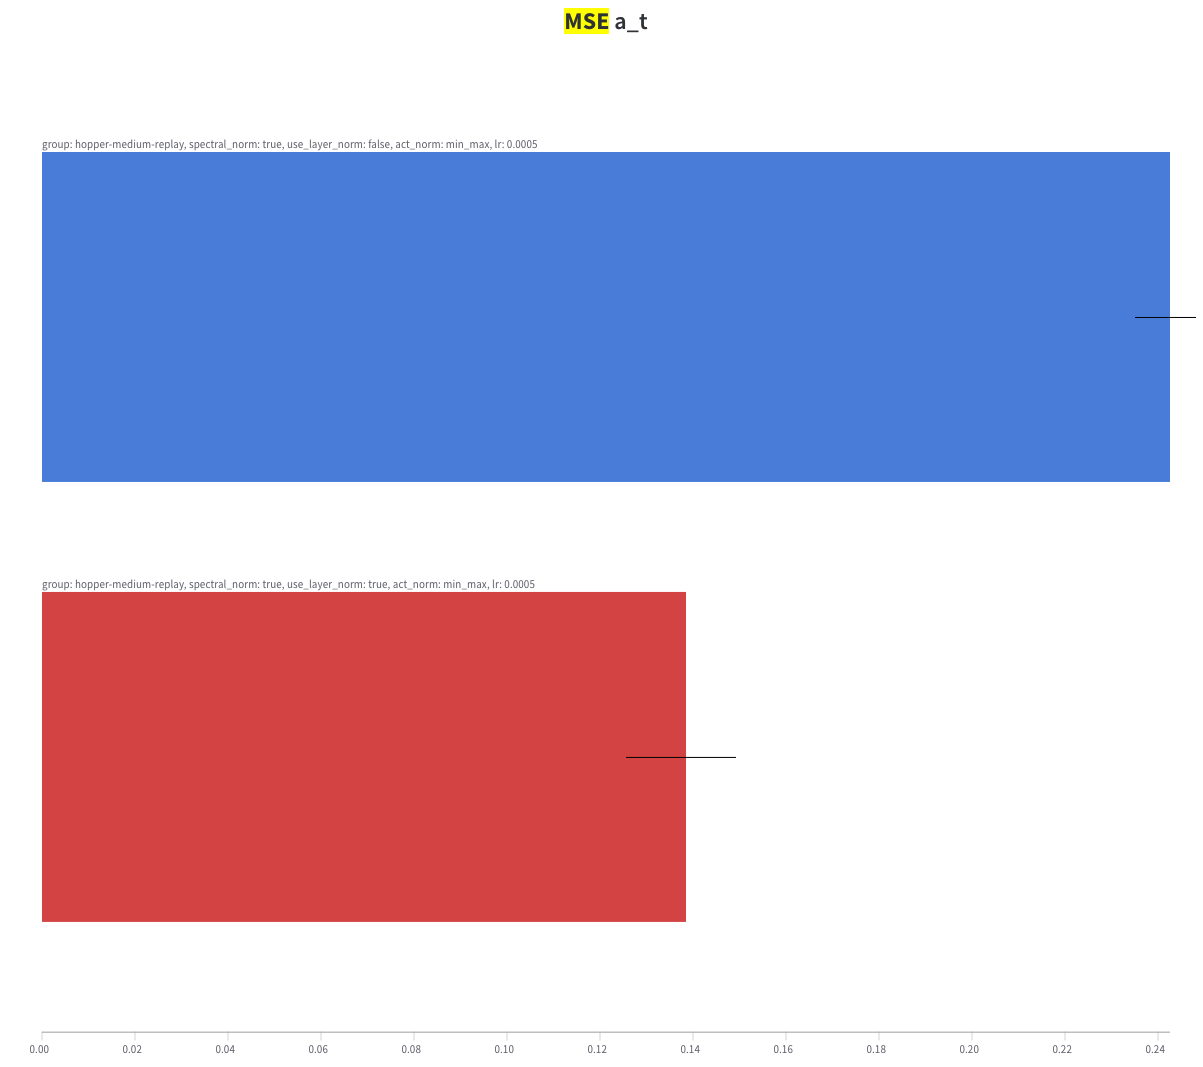 MSE a_t
group: hopper-medium-replay, spectral_norm: true, use_layer_norm: false, act_norm: min_max, lr: 0.0005
group: hopper-medium-replay, spectral_norm: true, use_layer_norm: true, act_norm: min_max, lr: 0.0005
0.00 0.02 0.04 0.06 0.08 0.10 0.12 0.14 0.16 0.18 0.20 0.22 0.24